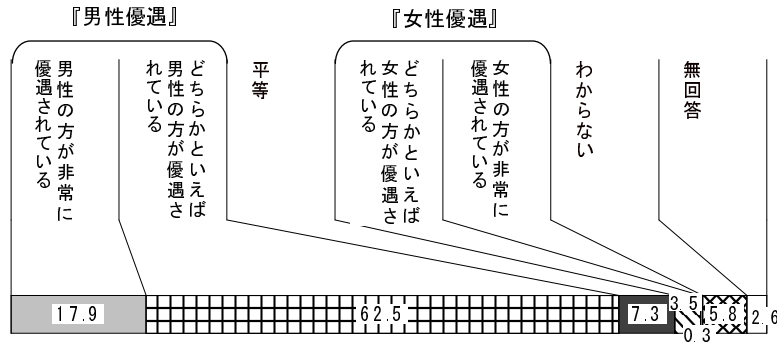 『男性優遇』
『女性優遇』
男性の方が非常に
優遇されている
どちらかといえば
男性の方が優遇さ
れている
平等
どちらかといえば
女性の方が優遇さ
れている
女性の方が非常に
優遇されている
わからない
無回答
17.9
62.5
7.3
3.5
0.3
5.8
2.6